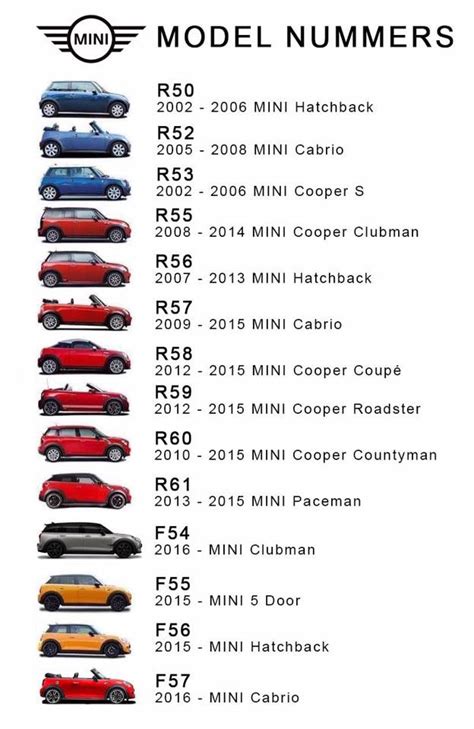 MINI
MODEL NUMMERS
R50
2002 - 2006 MINI Hatchback
R52
2005 - 2008 MINI Cabrio
R53
2002 - 2006 MINI Cooper S
R55
2008 - 2014 MINI Cooper Clubman
R56
2007 - 2013 MINI Hatchback
R57
2009 - 2015 MINI Cabrio
R58
2012 - 2015 MINI Cooper Coupé
R59
2012 - 2015 MINI Cooper Roadster
R60
2010 - 2015 MINI Cooper Countyman
R61
2013 - 2015 MINI Paceman
F54
2016 - MINI Clubman
F55
2015 - MINI 5 Door
F56
2015 - MINI Hatchback
F57
2016 - MINI Cabrio